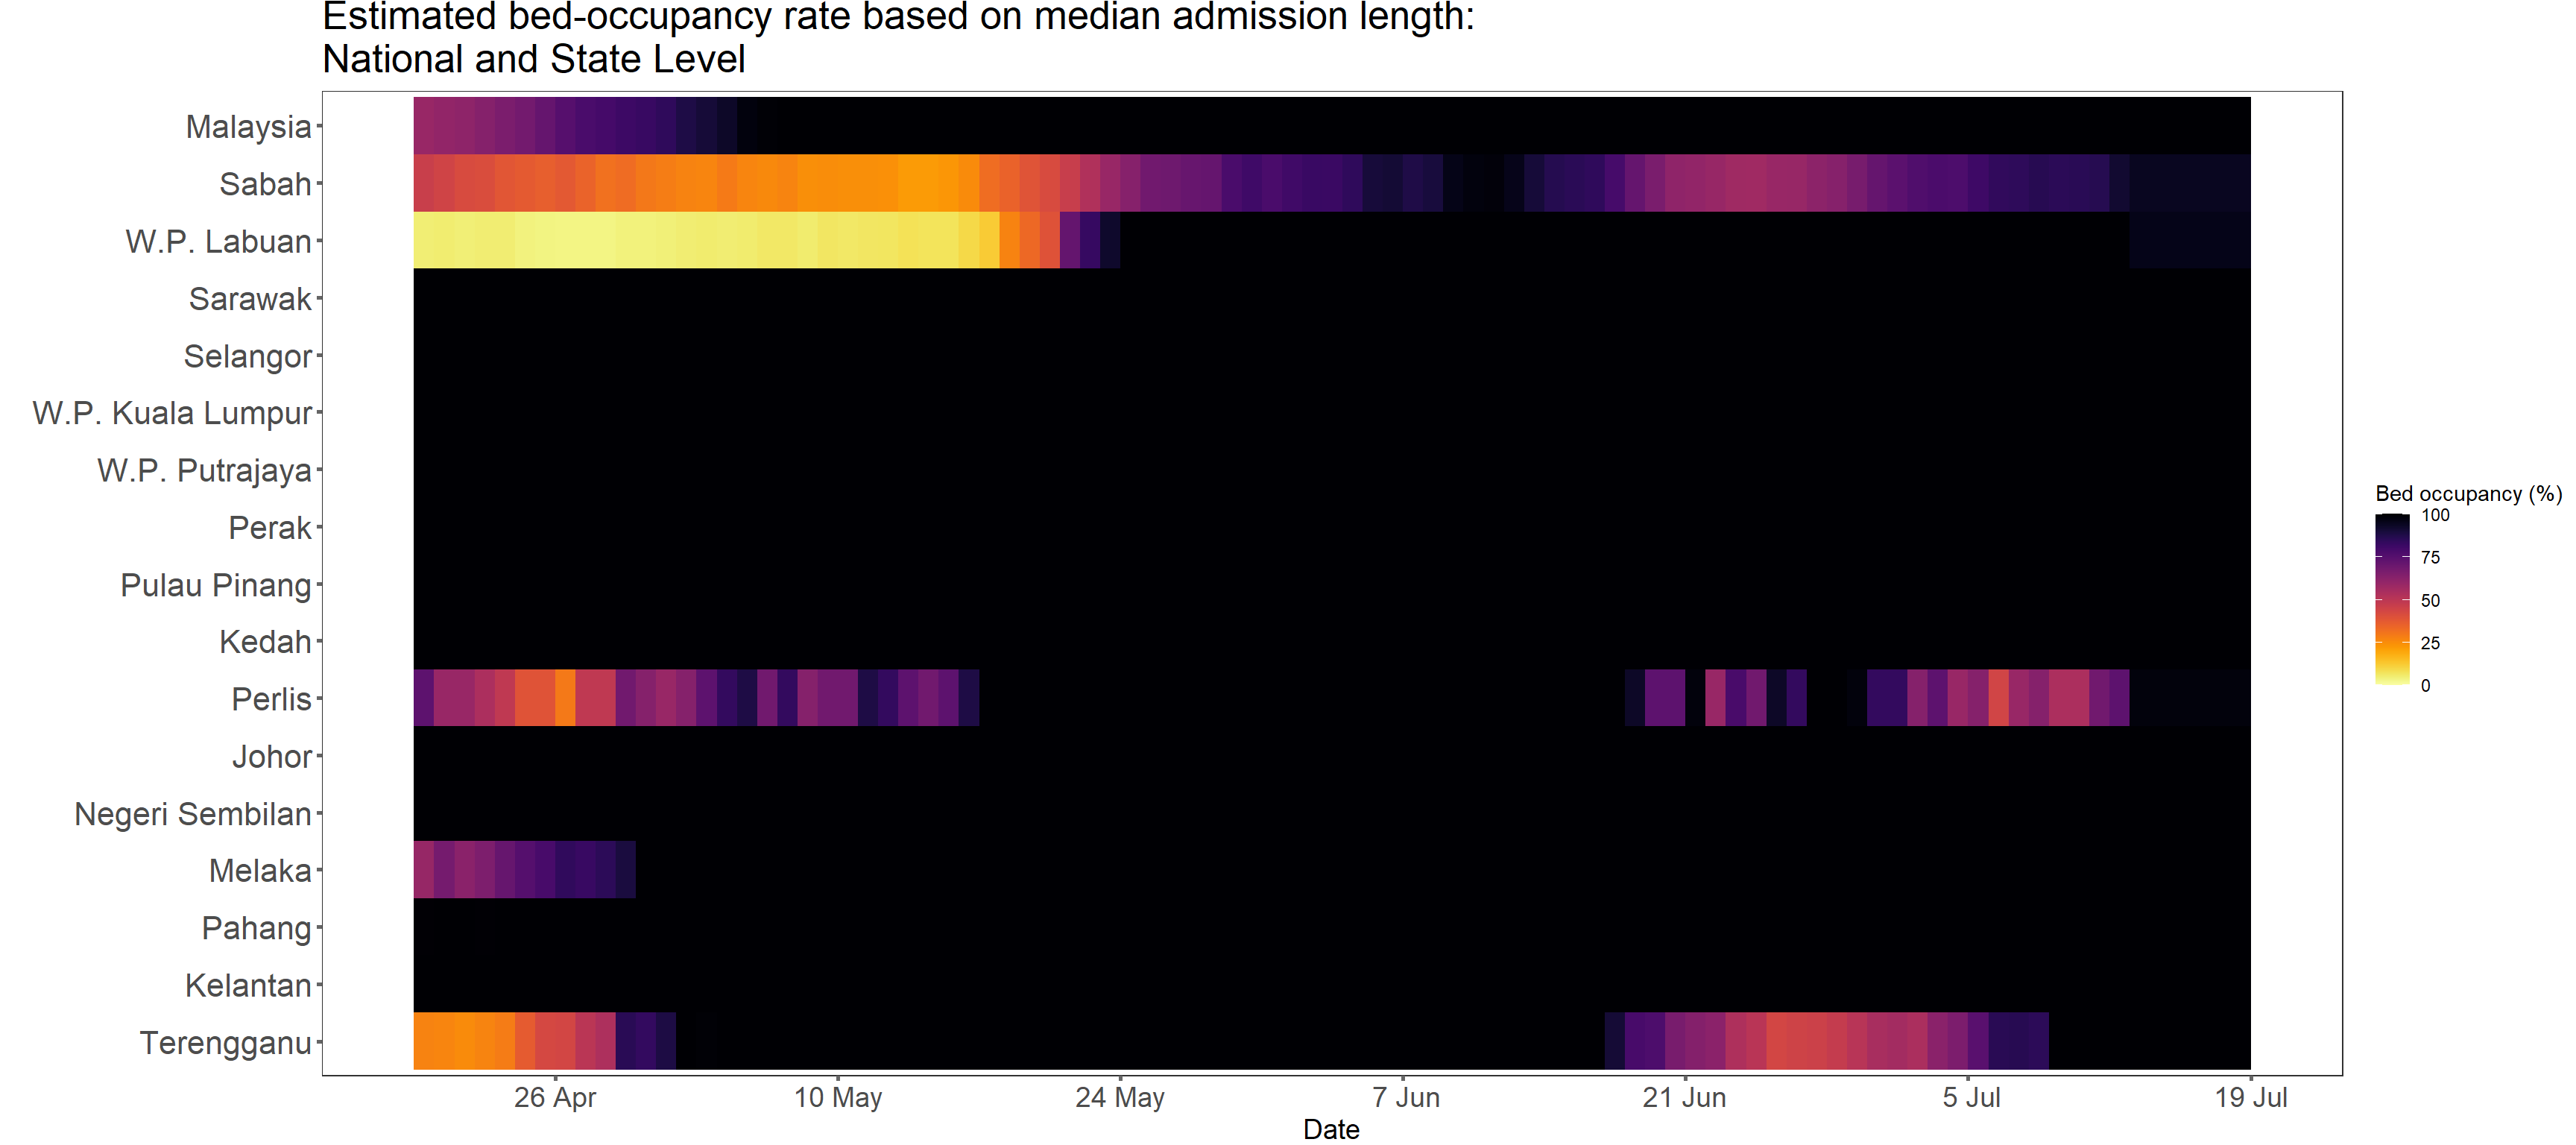 Estimated bed-occupancy rate based on median admission length:
National and State Level
Malaysia
Sabah
W.P. Labuan
Sarawak
Selangor
W.P. Kuala Lumpur
W.P. Putrajaya
Perak
Pulau Pinang
Kedah
Perlis
Johor
Negeri Sembilan
Melaka
Pahang
Kelantan
Terengganu
26 Apr
10 May
24 May
7 Jun
21 Jun
5 Jul
19 Jul
Date
Bed occupancy (%)
100
75
50
25
0